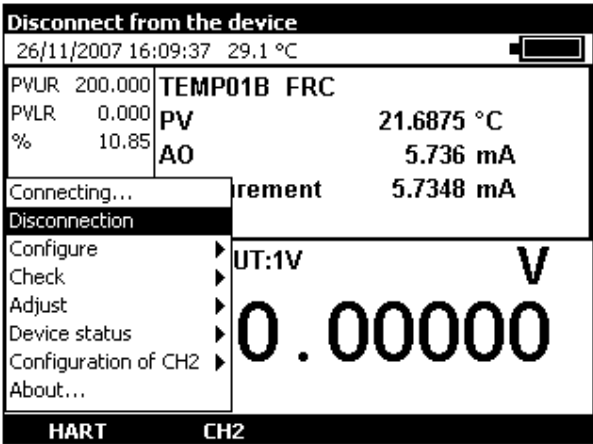 Disconnect from the device
26/11/2007 16:09:37 29.1 °C
PVUR 200.000
PVLR 0.000
% 10.85
TEMP01B FRC
PV 21.6875 °C
AO 5.736 mA
urement 5.7348 mA
Connecting...
Disconnection
Configure
Check
Adjust
Device status
Configuration of CH2
About...
UT:1V V
0.00000
HART CH2